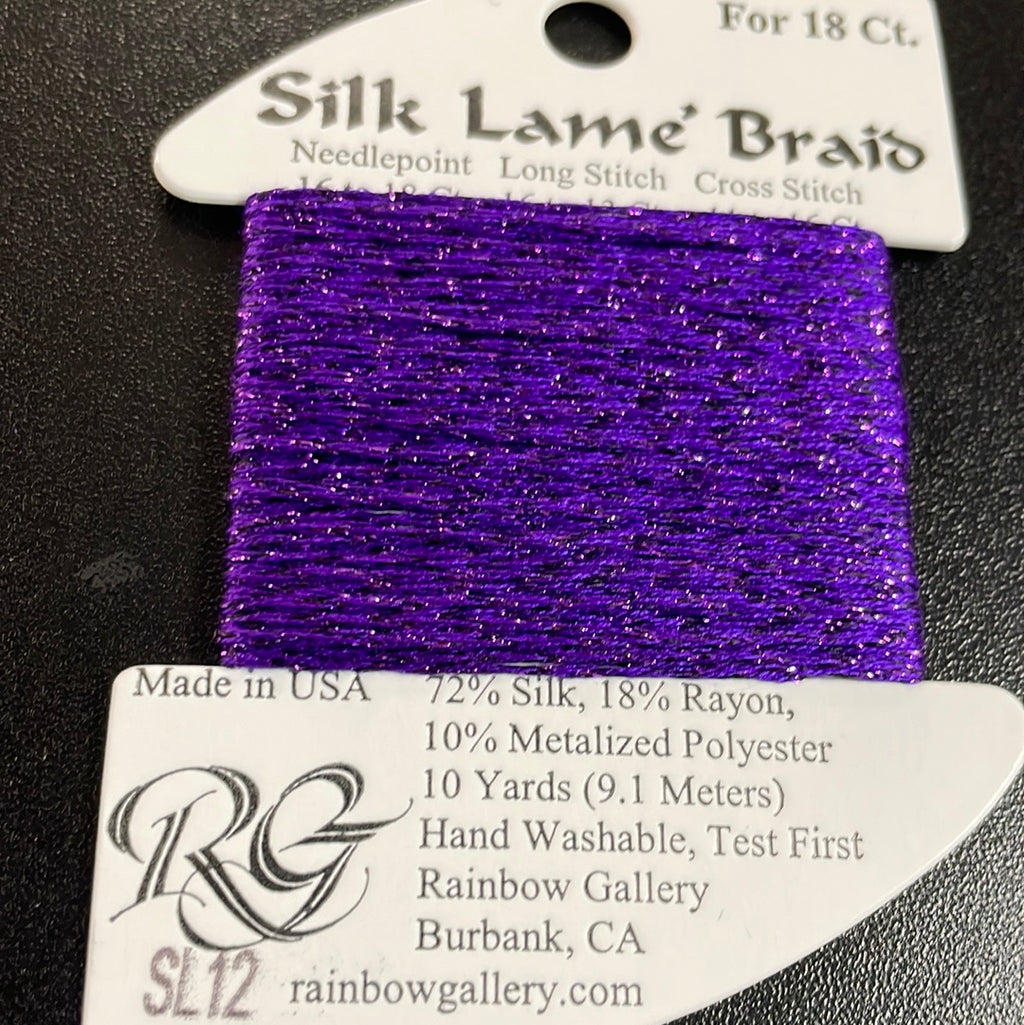 For 18 Ct.
Silk Lamé Braid
Needlepoint Long Stitch Cross Stitch
Made in USA
72% Silk, 18% Rayon,
10% Metalized Polyester
10 Yards (9.1 Meters)
Hand Washable, Test First
Rainbow Gallery
Burbank, CA
RG
SL12
rainbowgallery.com